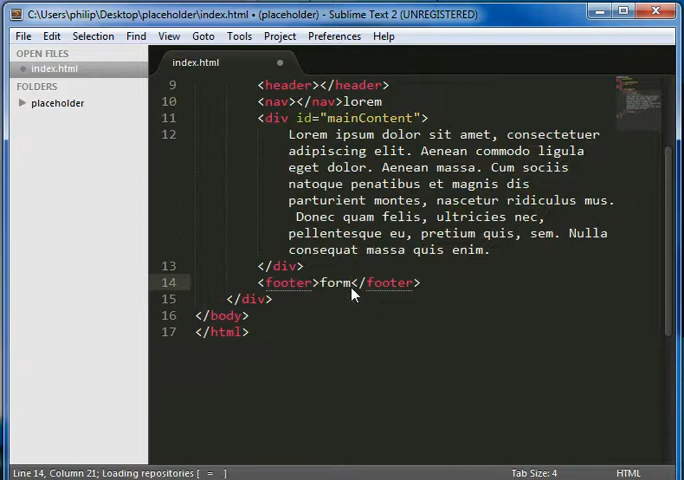 C:\Users\philip\Desktop\placeholder\index.html • (placeholder) - Sublime Text 2 (UNREGISTERED)
File Edit Selection Find View Goto Tools Project Preferences Help
OPEN FILES
index.html
FOLDERS
placeholder
index.html
9 <header></header>
10 <nav></nav>lorem
11 <div id="mainContent">
12 Lorem ipsum dolor sit amet, consectetuer
adipiscing elit. Aenean commodo ligula
eget dolor. Aenean massa. Cum sociis
natoque penatibus et magnis dis
parturient montes, nascetur ridiculus mus.
Donec quam felis, ultricies nec,
pellentesque eu, pretium quis, sem. Nulla
consequat massa quis enim.
13 </div>
14 <footer>form</footer>
15 </div>
16 </body>
17 </html>
Line 14, Column 21; Loading repositories [ = ] Tab Size: 4 HTML